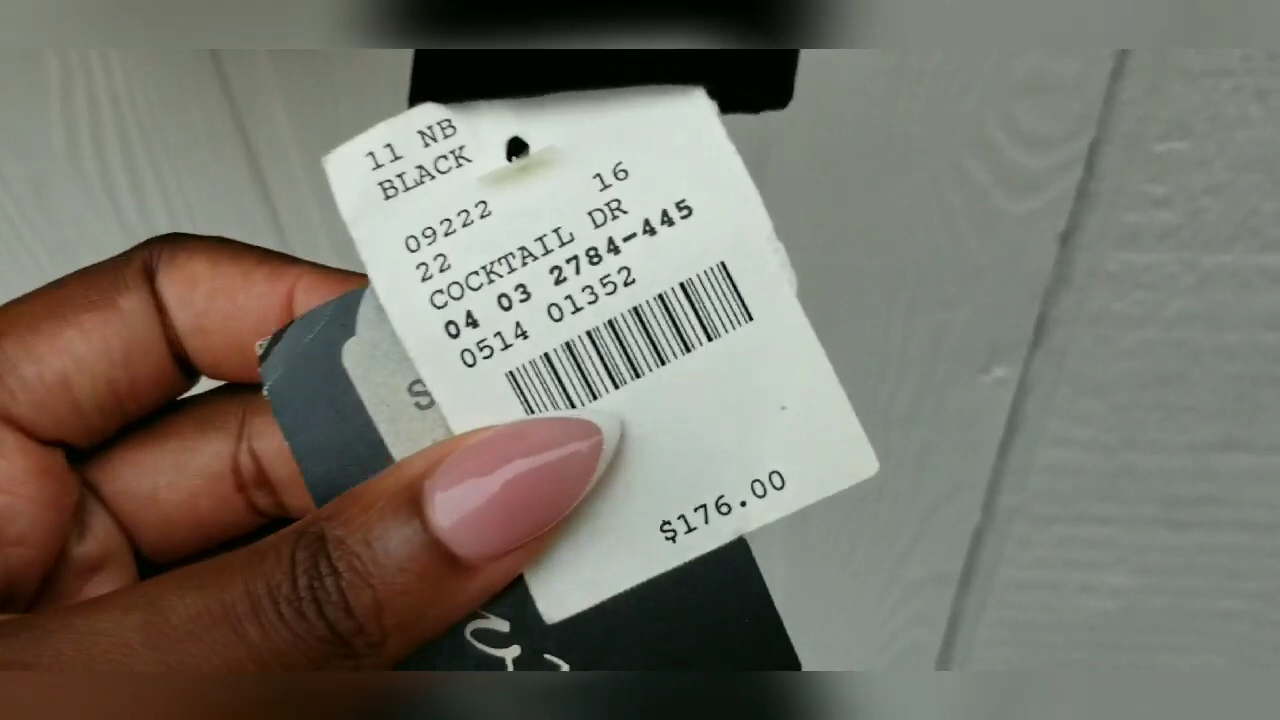 11 NB
BLACK
09222 16
22
COCKTAIL DR
04 03 2784-445
0514 01352
S
$176.00